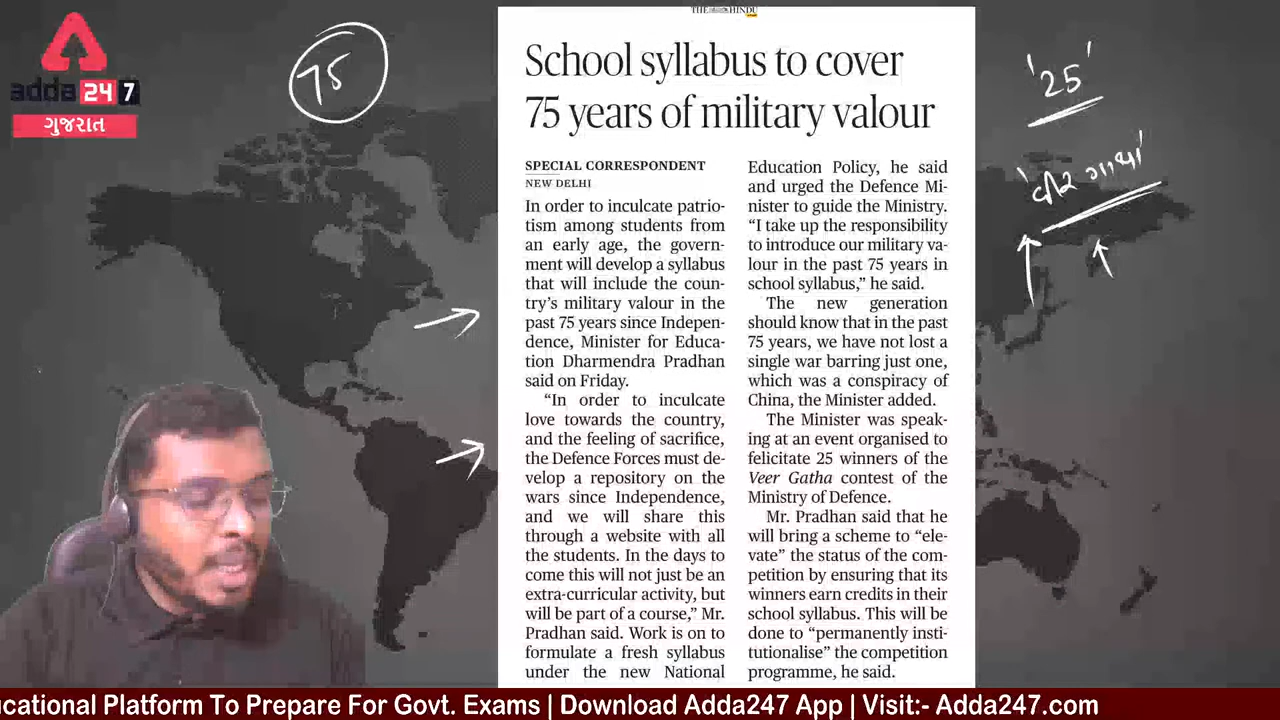 adda247
ગુજરાત
75
THE HINDU
School syllabus to cover
75 years of military valour
SPECIAL CORRESPONDENT
NEW DELHI
In order to inculcate patrio-
tism among students from
an early age, the govern-
ment will develop a syllabus
that will include the coun-
try’s military valour in the
past 75 years since Indepen-
dence, Minister for Educa-
tion Dharmendra Pradhan
said on Friday.
“In order to inculcate
love towards the country,
and the feeling of sacrifice,
the Defence Forces must de-
velop a repository on the
wars since Independence,
and we will share this
through a website with all
the students. In the days to
come this will not just be an
extra-curricular activity, but
will be part of a course,” Mr.
Pradhan said. Work is on to
formulate a fresh syllabus
under the new National
Education Policy, he said
and urged the Defence Mi-
nister to guide the Ministry.
“I take up the responsibility
to introduce our military va-
lour in the past 75 years in
school syllabus,” he said.
The new generation
should know that in the past
75 years, we have not lost a
single war barring just one,
which was a conspiracy of
China, the Minister added.
The Minister was speak-
ing at an event organised to
felicitate 25 winners of the
Veer Gatha contest of the
Ministry of Defence.
Mr. Pradhan said that he
will bring a scheme to “ele-
vate” the status of the com-
petition by ensuring that its
winners earn credits in their
school syllabus. This will be
done to “permanently insti-
tutionalise” the competition
programme, he said.
'25'
'વીર ગાથા'
ucational Platform To Prepare For Govt. Exams | Download Adda247 App | Visit:- Adda247.com